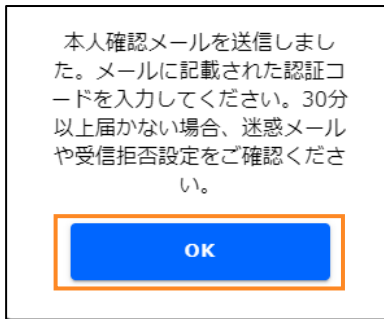 本人確認メールを送信しまし
た。メールに記載された認証コ
ードを入力してください。30分
以上届かない場合、迷惑メール
や受信拒否設定をご確認くださ
い。
OK